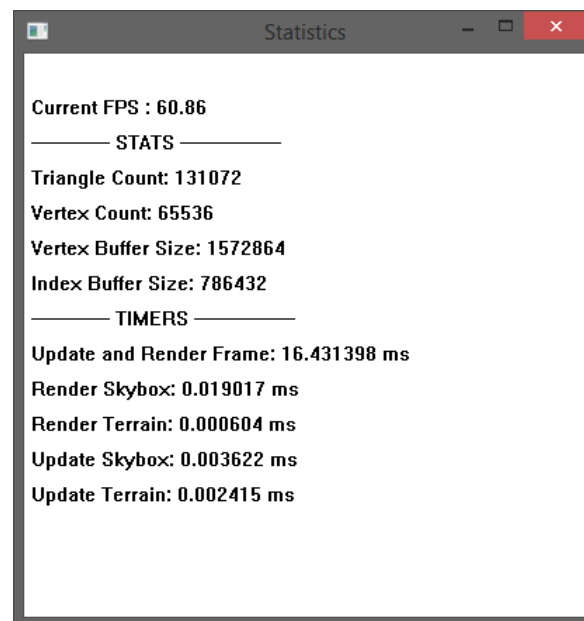 Statistics
Current FPS : 60.86
———— STATS ————
Triangle Count: 131072
Vertex Count: 65536
Vertex Buffer Size: 1572864
Index Buffer Size: 786432
———— TIMERS ————
Update and Render Frame: 16.431398 ms
Render Skybox: 0.019017 ms
Render Terrain: 0.000604 ms
Update Skybox: 0.003622 ms
Update Terrain: 0.002415 ms